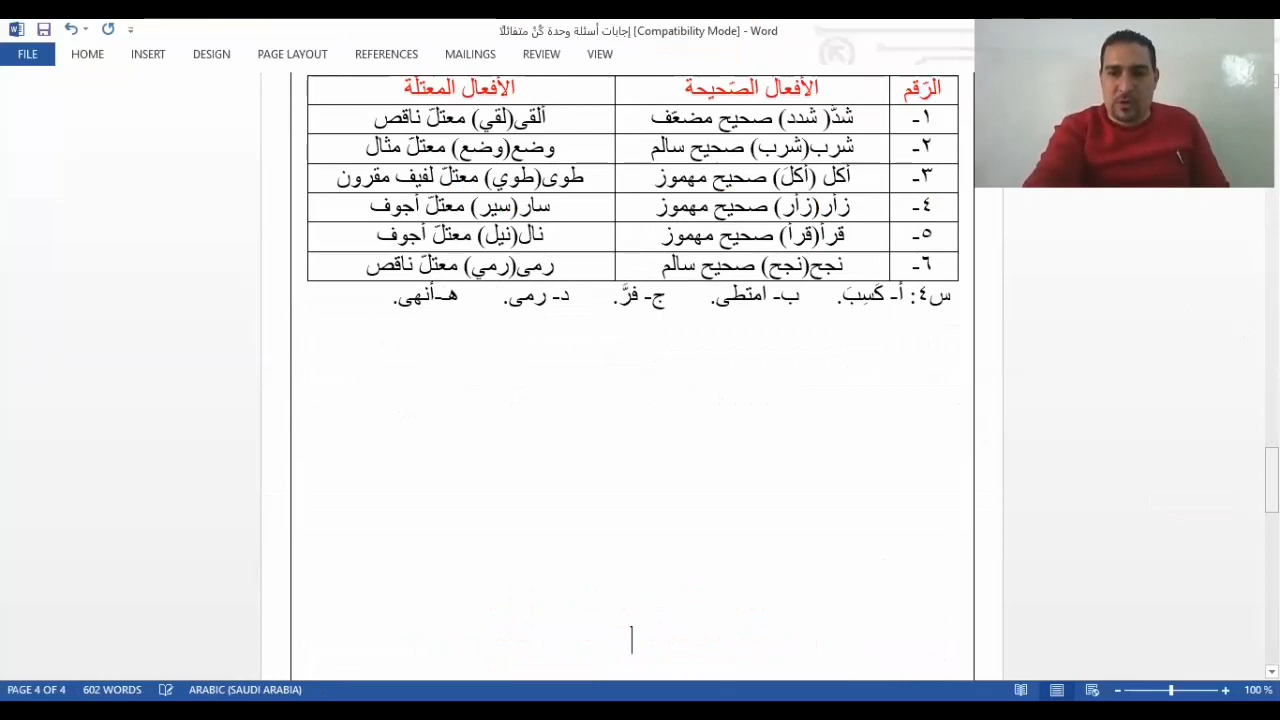 إجابات أسئلة وحدة كُنْ متفائلًا [Compatibility Mode] - Word
FILE HOME INSERT DESIGN PAGE LAYOUT REFERENCES MAILINGS REVIEW VIEW
الرّقم الأفعال الصّحيحة الأفعال المعتلّة
١- شدَّ( شدد) صحيح مضعّف ألقى(لقي) معتلّ ناقص
٢- شرب(شرب) صحيح سالم وضع(وضع) معتلّ مثال
٣- أكل (أكل) صحيح مهموز طوى(طوي) معتلّ لفيف مقرون
٤- زأر(زأر) صحيح مهموز سار(سير) معتلّ أجوف
٥- قرأ(قرأ) صحيح مهموز نال(نيل) معتلّ أجوف
٦- نجح(نجح) صحيح سالم رمى(رمي) معتلّ ناقص
س٤: أ- كَسِبَ. ب- امتطى. ج- فرَّ. د- رمى. هـ-أنهى.
PAGE 4 OF 4 602 WORDS ARABIC (SAUDI ARABIA) 100 %